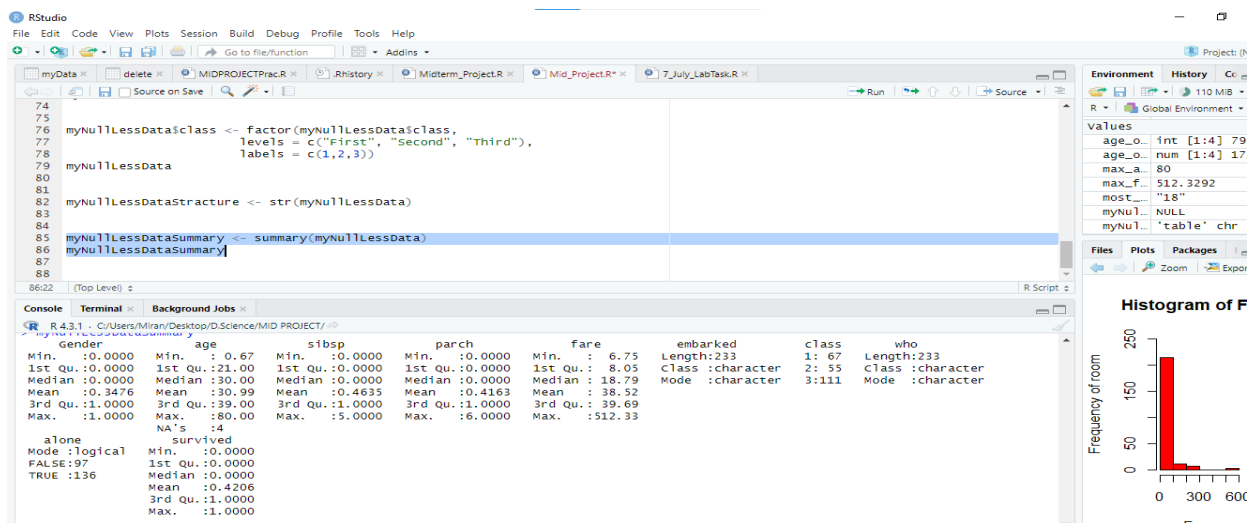 RStudio
File Edit Code View Plots Session Build Debug Profile Tools Help
Go to file/function Addins Project: (N
myData delete MIDPROJECTPrac.R .Rhistory Midterm_Project.R Mid_Project.R* 7_July_LabTask.R
Source on Save Run Source
74
75
76 myNullLessData$class <- factor(myNullLessData$class,
77 levels = c("First", "Second", "Third"),
78 labels = c(1,2,3))
79 myNullLessData
80
81
82 myNullLessDataStracture <- str(myNullLessData)
83
84
85 myNullLessDataSummary <- summary(myNullLessData)
86 myNullLessDataSummary
87
88
86:22 (Top Level) R Script
Console Terminal Background Jobs
R 4.3.1 · C:/Users/Miran/Desktop/D.Science/MID PROJECT/
> myNullLessDataSummary
Gender age sibsp parch fare embarked class who
Min. :0.0000 Min. : 0.67 Min. :0.0000 Min. :0.0000 Min. : 6.75 Length:233 1: 67 Length:233
1st Qu.:0.0000 1st Qu.:21.00 1st Qu.:0.0000 1st Qu.:0.0000 1st Qu.: 8.05 Class :character 2: 55 Class :character
Median :0.0000 Median :30.00 Median :0.0000 Median :0.0000 Median : 18.79 Mode :character 3:111 Mode :character
Mean :0.3476 Mean :30.99 Mean :0.4635 Mean :0.4163 Mean : 38.52
3rd Qu.:1.0000 3rd Qu.:39.00 3rd Qu.:1.0000 3rd Qu.:0.0000 3rd Qu.: 39.69
Max. :1.0000 Max. :80.00 Max. :5.0000 Max. :6.0000 Max. :512.33
NA's :4
alone survived
Mode :logical Min. :0.0000
FALSE:97 1st Qu.:0.0000
TRUE :136 Median :0.0000
Mean :0.4206
3rd Qu.:1.0000
Max. :1.0000
Environment History Co
110 MiB
R Global Environment
Values
age_o… int [1:4] 79
age_o… num [1:4] 17
max_a… 80
max_f… 512.3292
most_… "18"
myNul… NULL
myNul… 'table' chr
Files Plots Packages
Zoom Expor
Histogram of F
Frequency of room
0 50 150 250
0 300 600